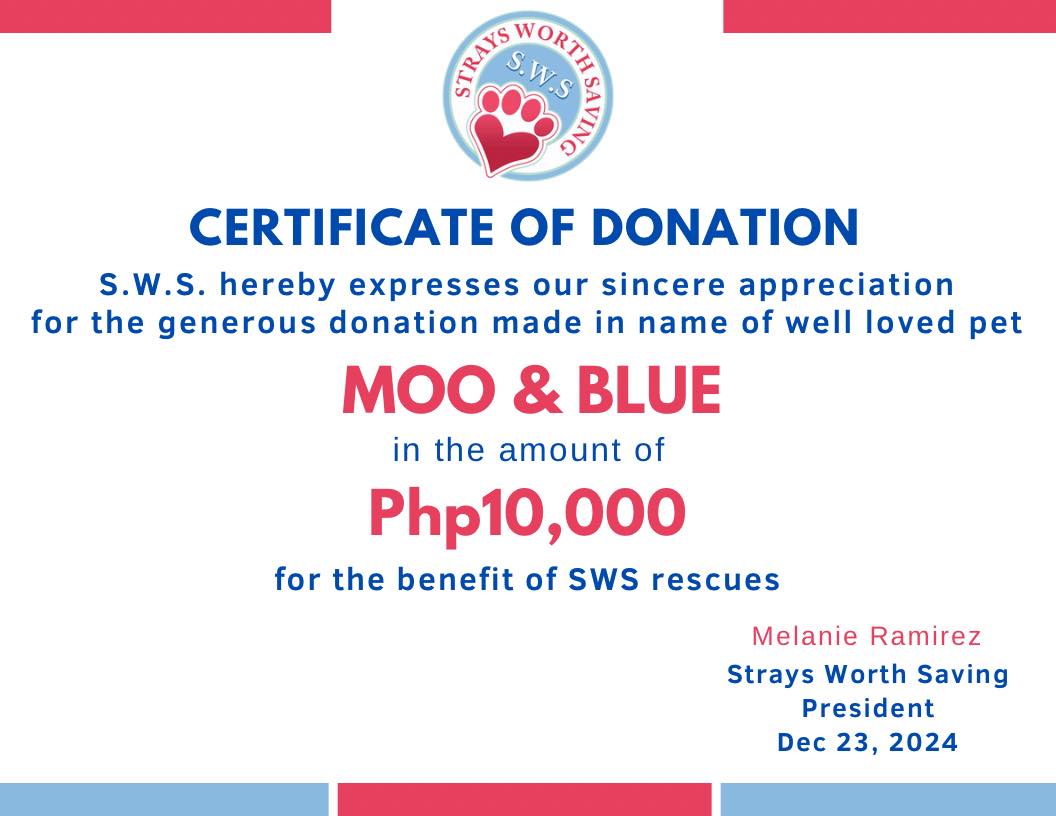 STRAYS WORTH SAVING
S.W.S
CERTIFICATE OF DONATION
S.W.S. hereby expresses our sincere appreciation
for the generous donation made in name of well loved pet
MOO & BLUE
in the amount of
Php10,000
for the benefit of SWS rescues
Melanie Ramirez
Strays Worth Saving
President
Dec 23, 2024